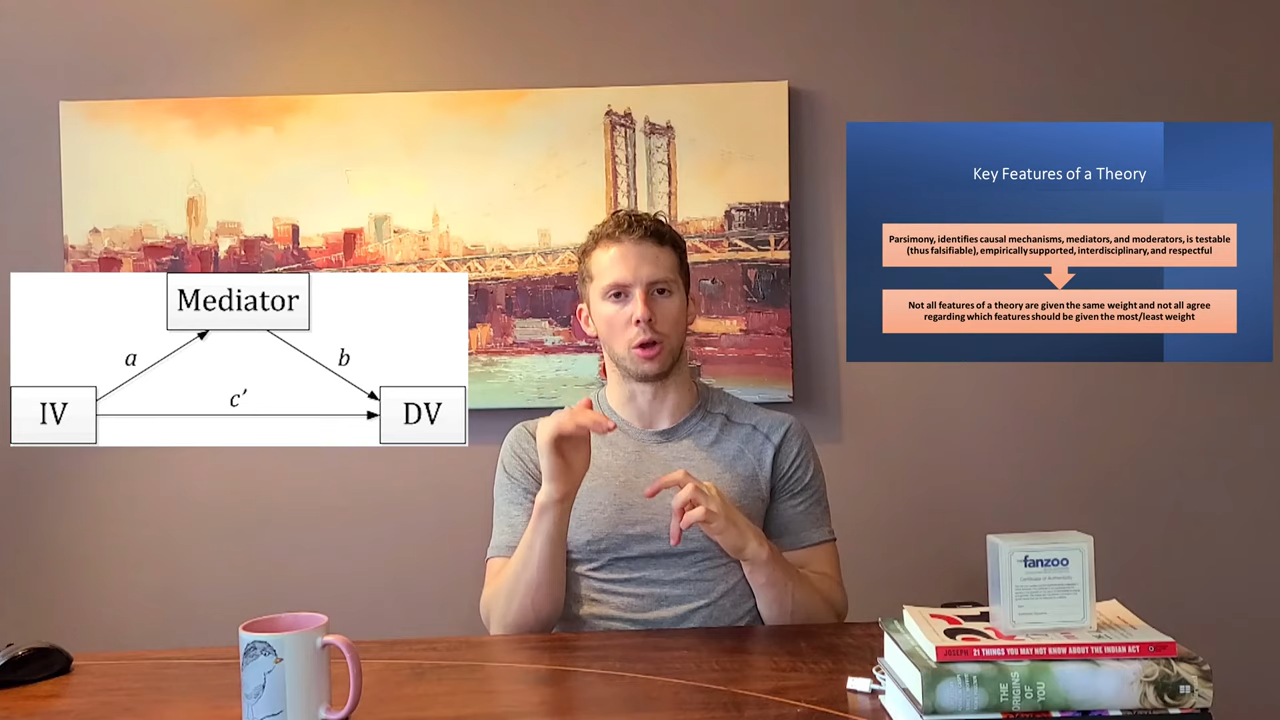 Mediator
a
b
c'
IV
DV
Key Features of a Theory
Parsimony, identifies causal mechanisms, mediators, and moderators, is testable
(thus falsifiable), empirically supported, interdisciplinary, and respectful
Not all features of a theory are given the same weight and not all agree
regarding which features should be given the most/least weight
fanzoo
Certificate of Authenticity
JOSEPH 21 THINGS YOU MAY NOT KNOW ABOUT THE INDIAN ACT
THE
ORIGINS
OF
YOU